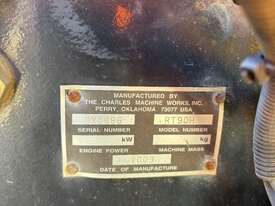 MANUFACTURED BY
THE CHARLES MACHINE WORKS, INC.
PERRY, OKLAHOMA 73077 USA
RT90H
SERIAL NUMBER MODEL NUMBER
kW kg
ENGINE POWER MACHINE MASS
DATE OF MANUFACTURE